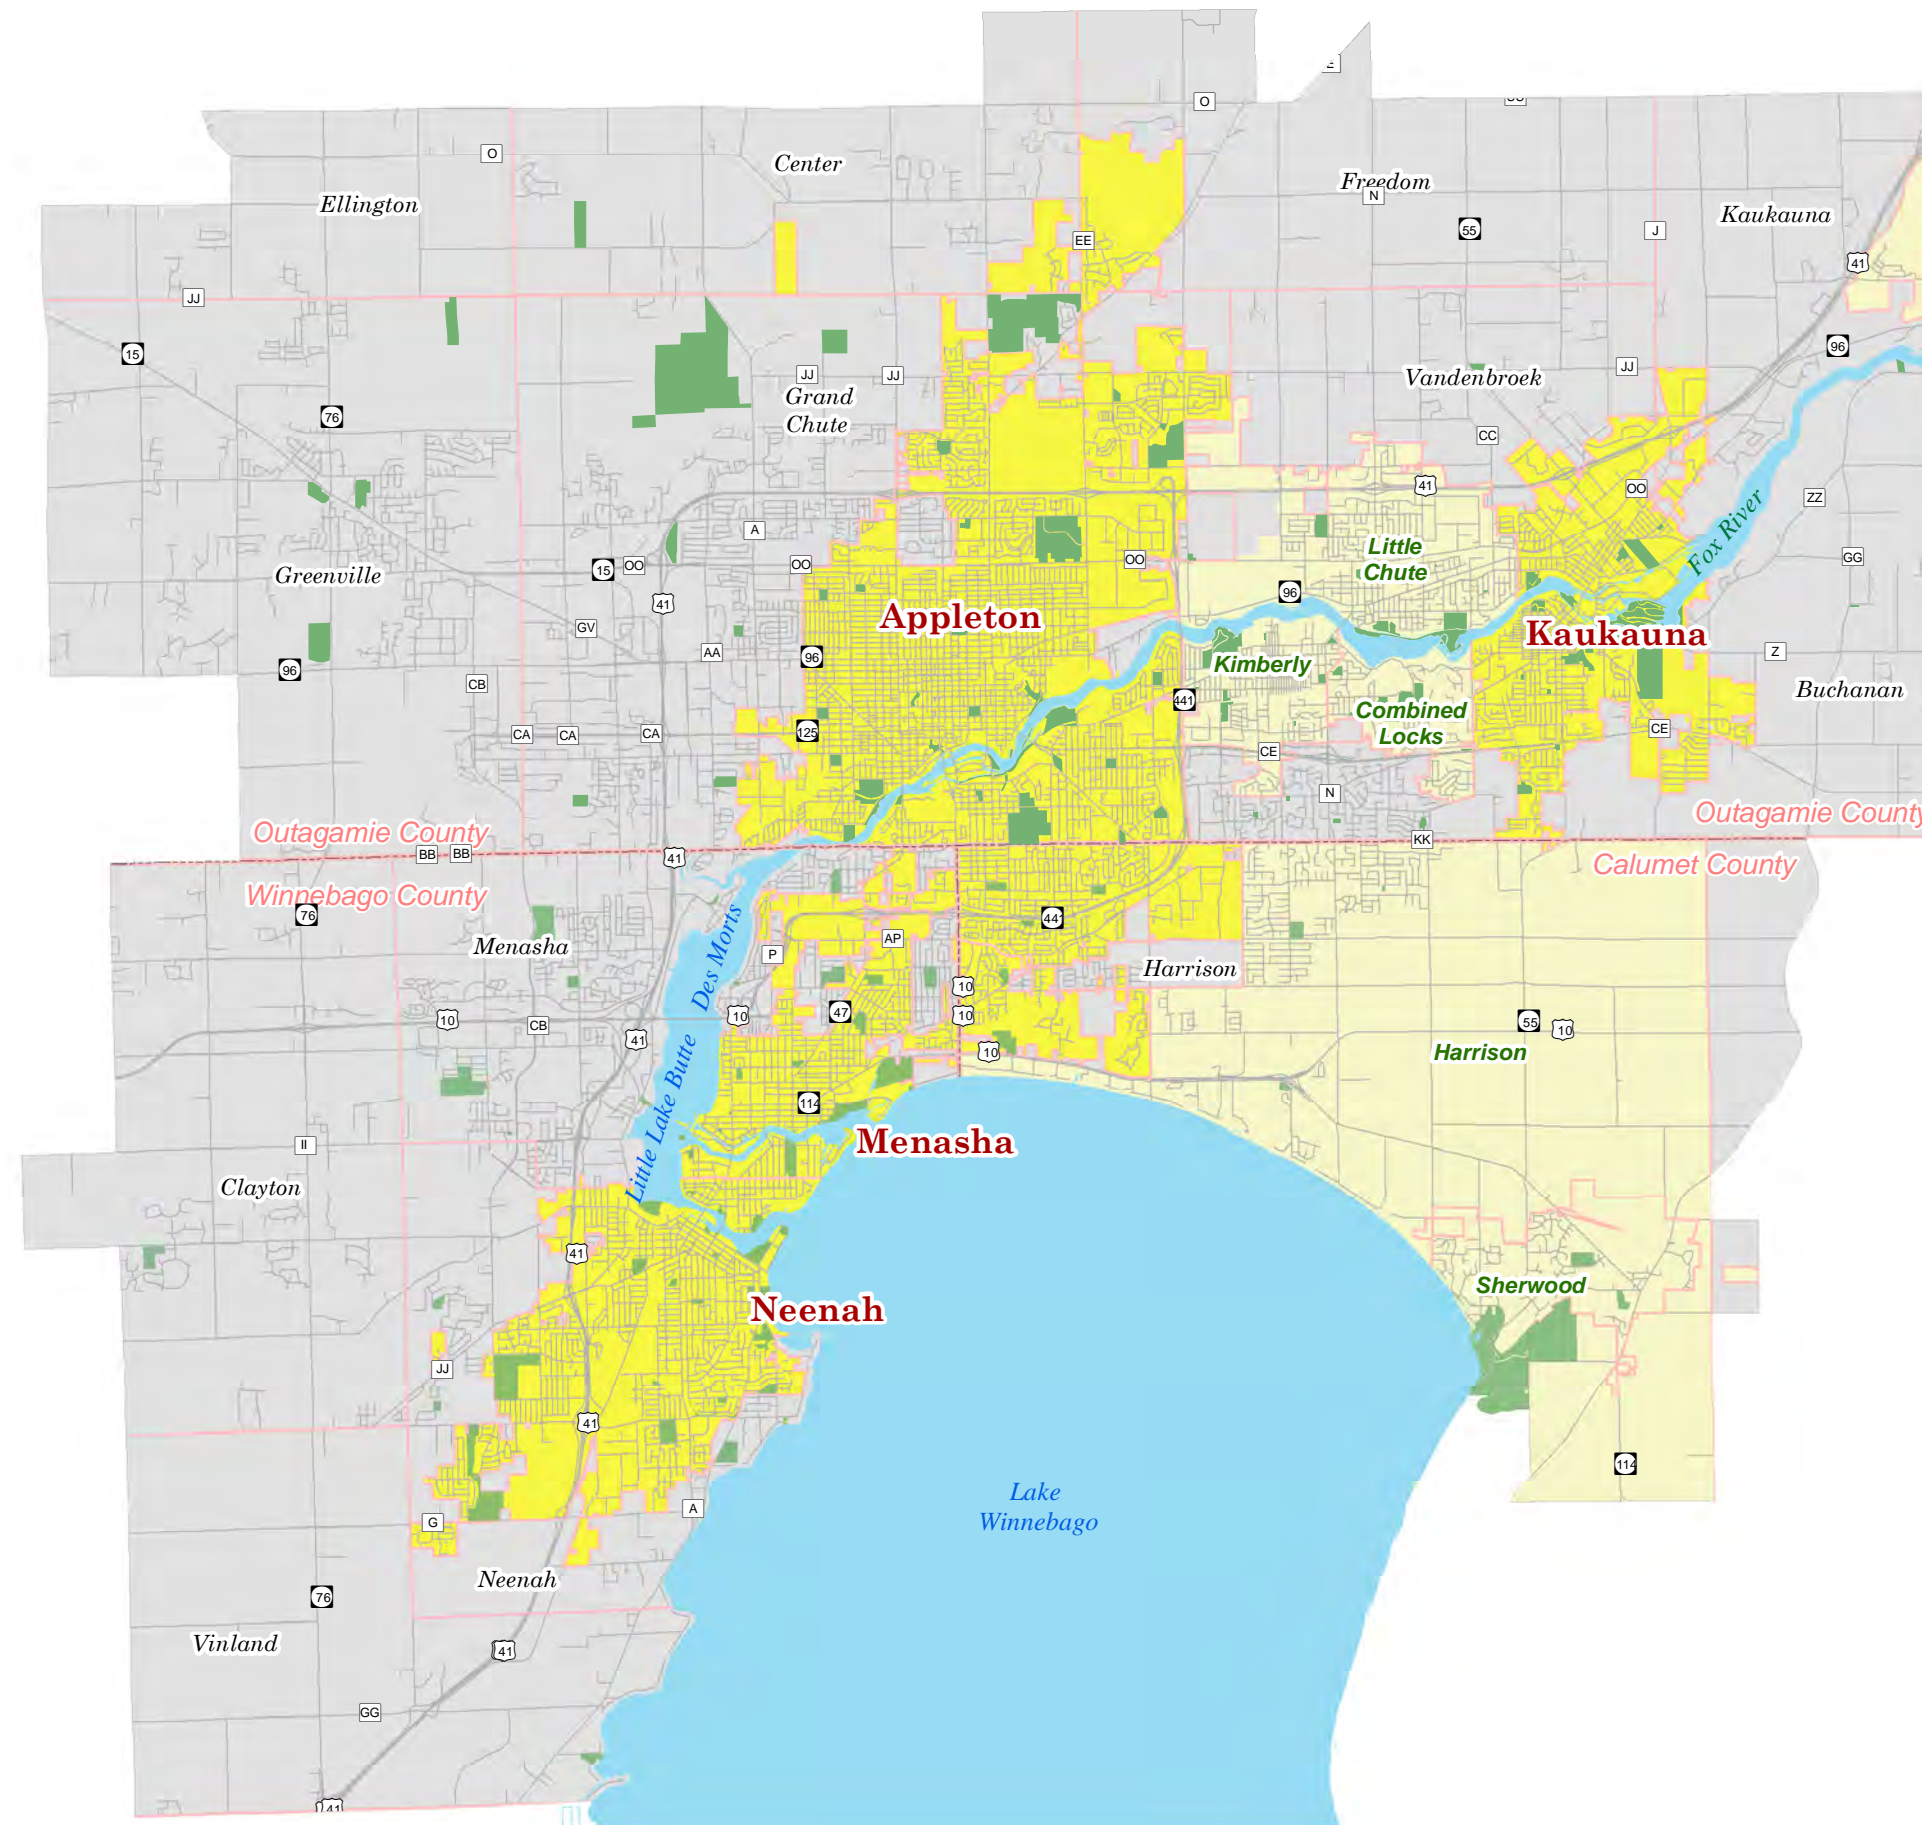 O
Center
O
Freedom
N
Ellington
Kaukauna
55
J
EE
41
JJ
15
96
JJ
JJ
JJ
Vandenbroek
Grand
Chute
76
CC
41
OO
ZZ
A
Fox River
Little
Chute
OO
OO
OO
15
GG
Greenville
96
41
Appleton
GV
Kaukauna
AA
96
Z
Kimberly
96
CB
Buchanan
441
Combined
Locks
125
CA
CA
CA
CE
CE
N
Outagamie County
Outagamie County
KK
BB
BB
41
Calumet County
Winnebago County
76
441
Des Morts
AP
Menasha
P
Harrison
10
47
10
10
10
CB
55
10
41
Harrison
10
Little Lake Butte
114
Menasha
II
Clayton
41
Sherwood
Neenah
JJ
41
114
Lake
Winnebago
A
G
Neenah
76
Vinland
41
GG
41